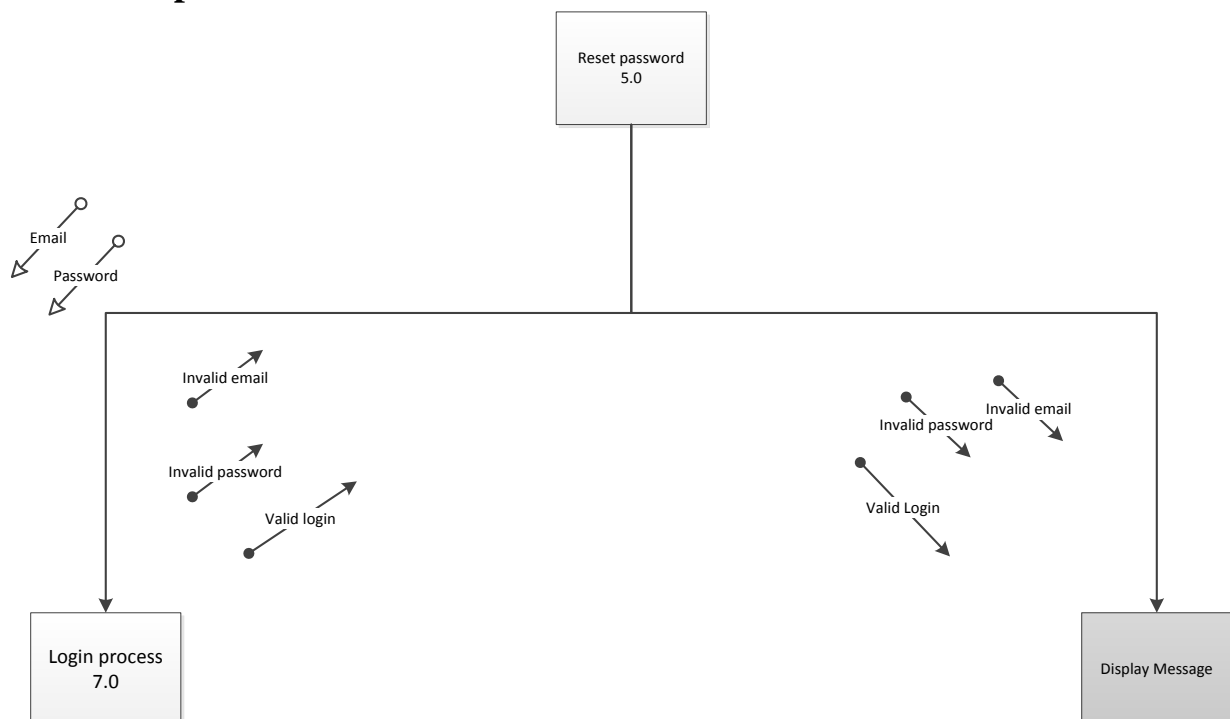 Reset password
5.0
Email
Password
Invalid email
Invalid password
Valid login
Invalid email
Invalid password
Valid Login
Login process
7.0
Display Message